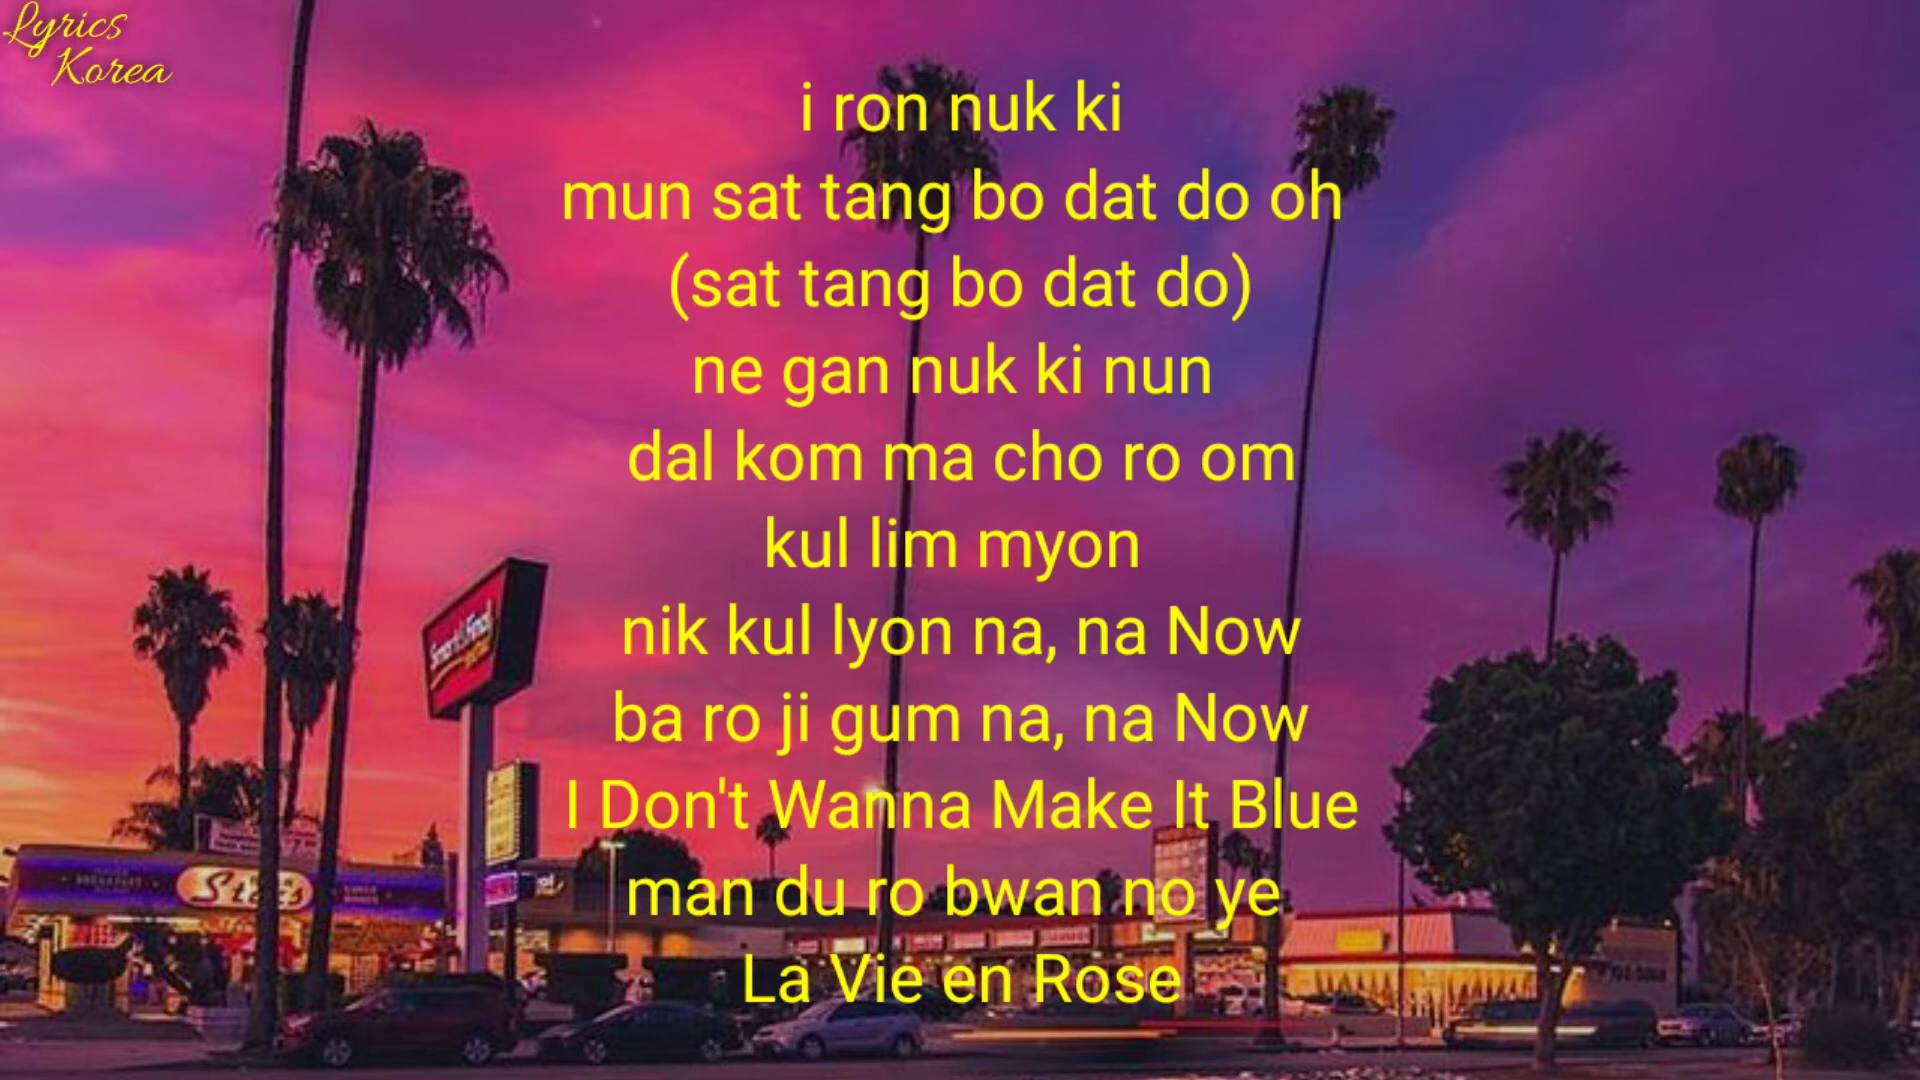 Lyrics
Korea
i ron nuk ki
mun sat tang bo dat do oh
(sat tang bo dat do)
ne gan nuk ki nun
dal kom ma cho ro om
kul lim myon
nik kul lyon na, na Now
ba ro ji gum na, na Now
I Don't Wanna Make It Blue
man du ro bwan no ye
La Vie en Rose
Smart&Final